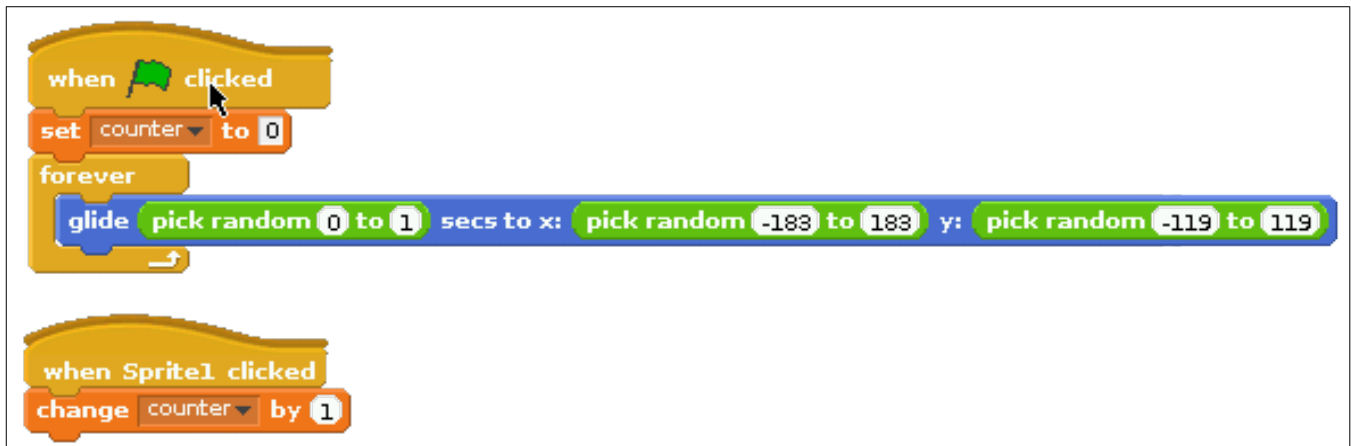 when clicked
set counter to 0
forever
glide pick random 0 to 1 secs to x: pick random -183 to 183 y: pick random -119 to 119
when Sprite1 clicked
change counter by 1